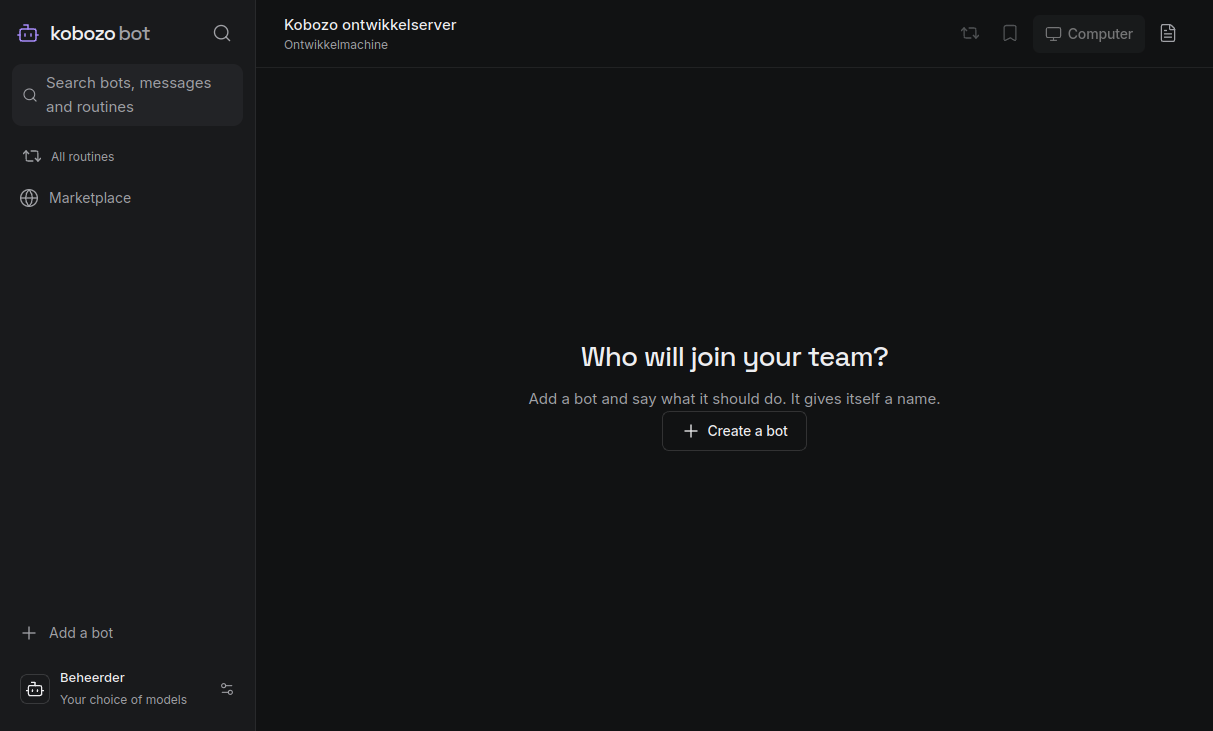 kobozo bot
Search bots, messages
and routines
All routines
Marketplace
Add a bot
Beheerder
Your choice of models
Kobozo ontwikkelserver
Ontwikkelmachine
Computer
Who will join your team?
Add a bot and say what it should do. It gives itself a name.
Create a bot